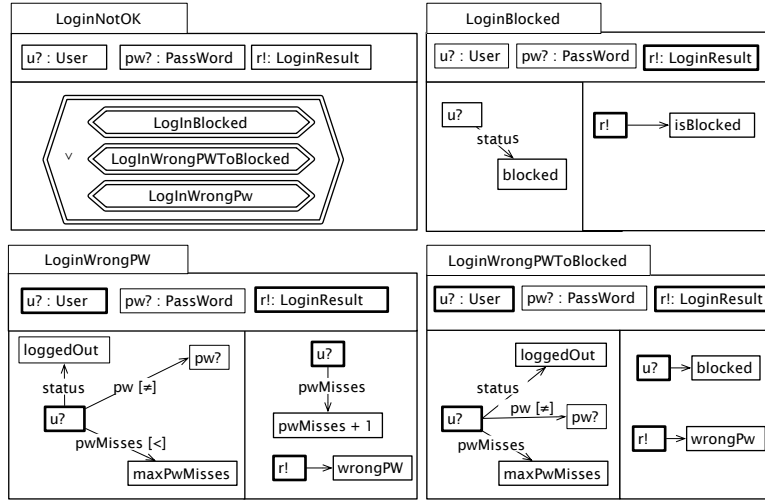 LoginNotOK
u? : User
pw? : PassWord
r!: LoginResult
v
LogInBlocked
LogInWrongPWToBlocked
LogInWrongPw
LoginBlocked
u? : User
pw? : PassWord
r!: LoginResult
u?
status
blocked
r!
isBlocked
LoginWrongPW
u? : User
pw? : PassWord
r!: LoginResult
loggedOut
pw?
status
pw [≠]
u?
pwMisses [<]
maxPwMisses
u?
pwMisses
pwMisses + 1
r!
wrongPW
LoginWrongPWToBlocked
u? : User
pw? : PassWord
r!: LoginResult
loggedOut
status
u?
pw [≠]
pw?
pwMisses
maxPwMisses
u?
blocked
r!
wrongPw